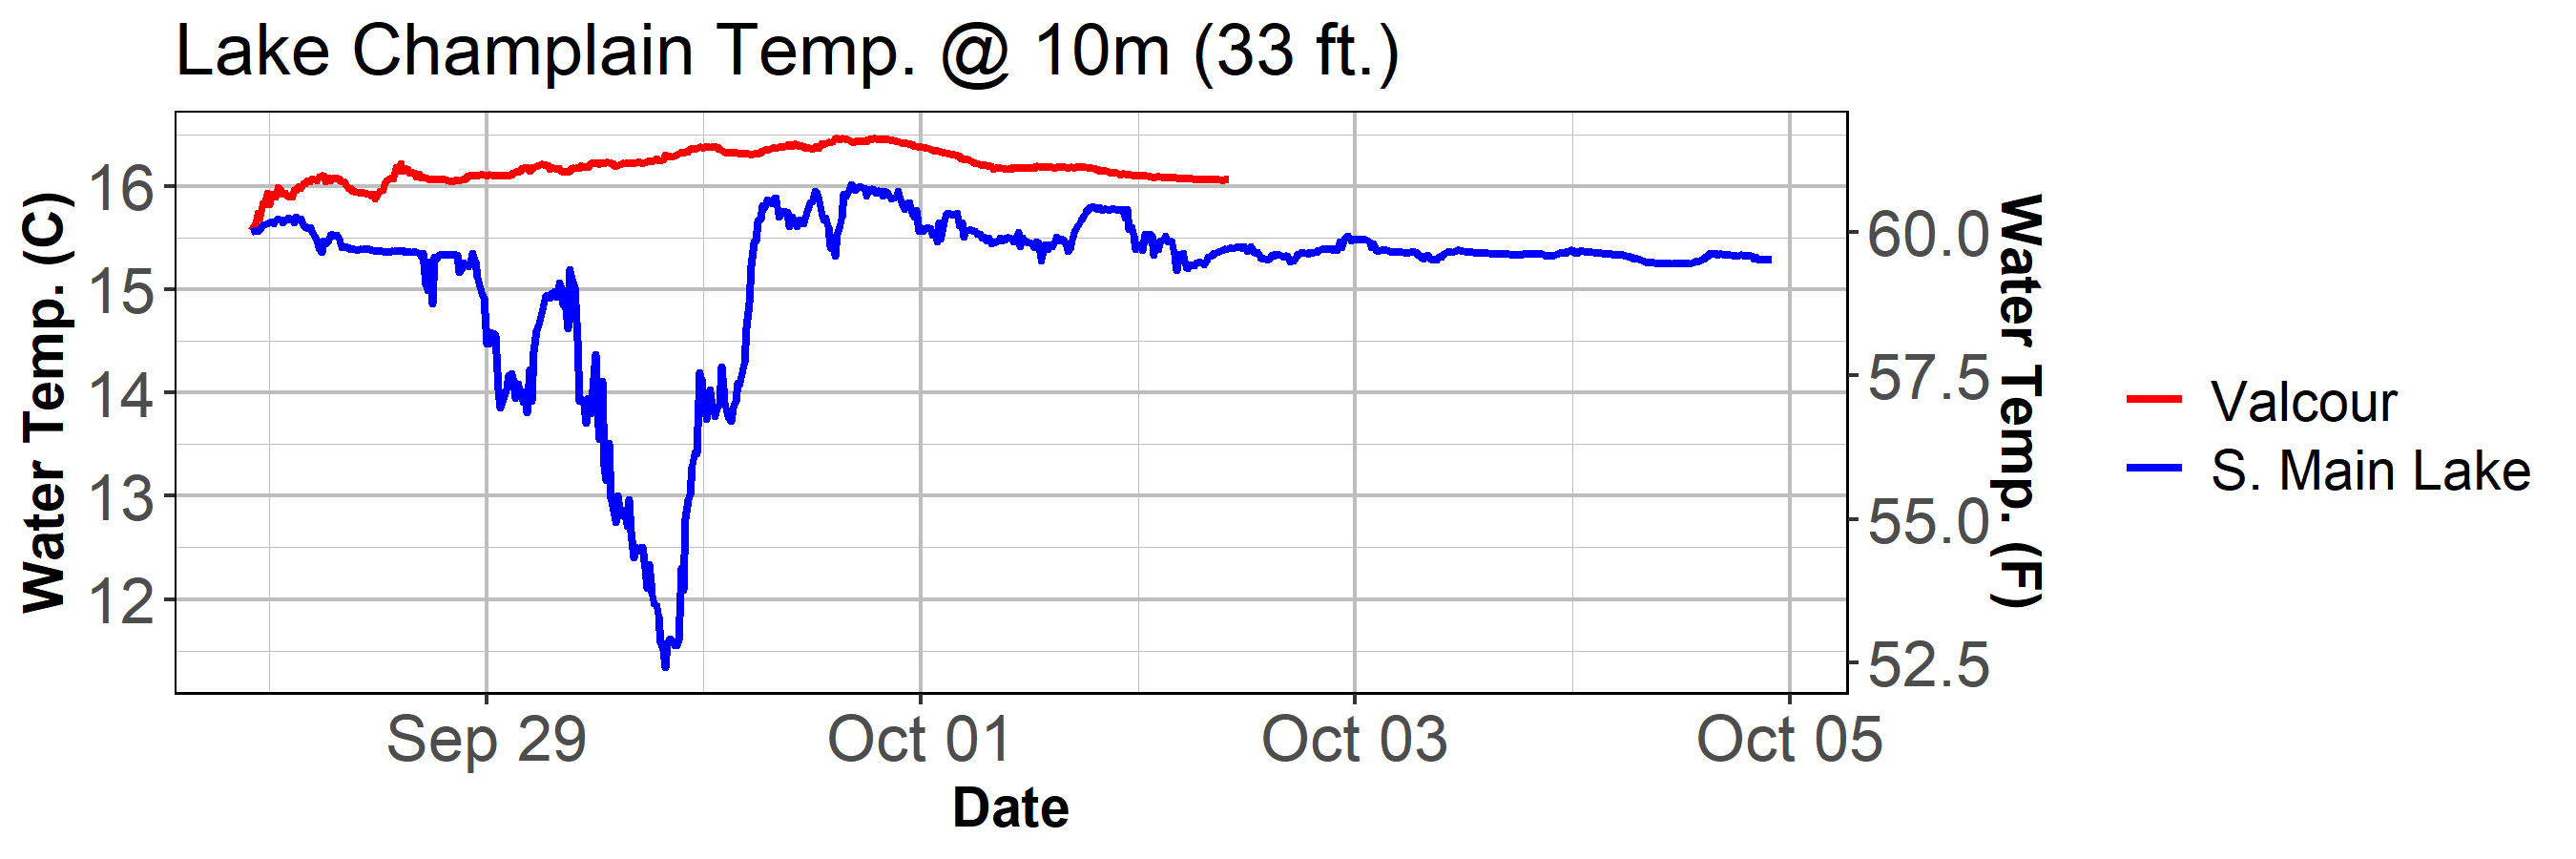 Lake Champlain Temp. @ 10m (33 ft.)
Water Temp. (C)
16
15
14
13
12
60.0
57.5
55.0
52.5
Water Temp. (F)
Valcour
S. Main Lake
Sep 29
Oct 01
Oct 03
Oct 05
Date